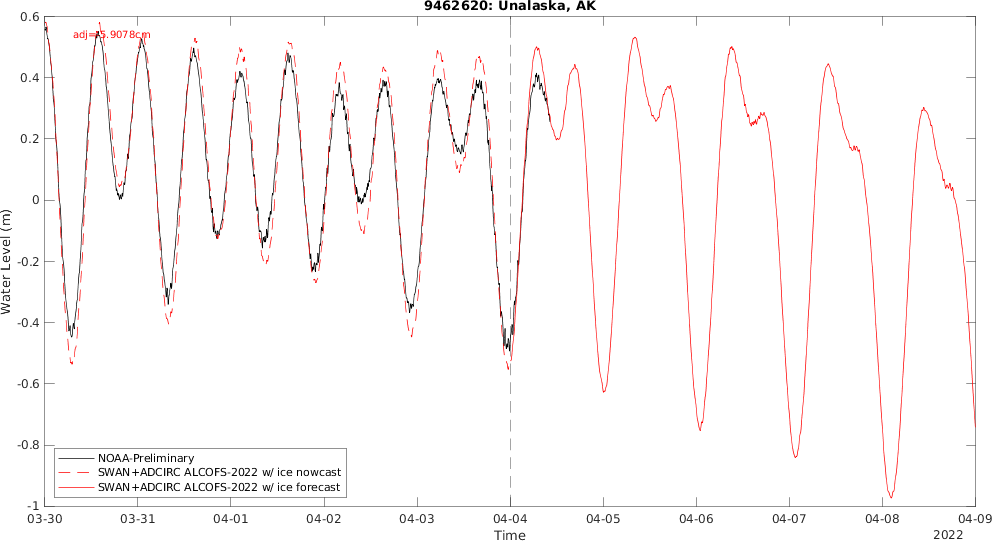 9462620: Unalaska, AK
adj=-5.9078cm
0.6
0.4
0.2
0
-0.2
-0.4
-0.6
-0.8
-1
Water Level (m)
NOAA-Preliminary
SWAN+ADCIRC ALCOFS-2022 w/ ice nowcast
SWAN+ADCIRC ALCOFS-2022 w/ ice forecast
03-30 03-31 04-01 04-02 04-03 04-04 04-05 04-06 04-07 04-08 04-09
Time
2022